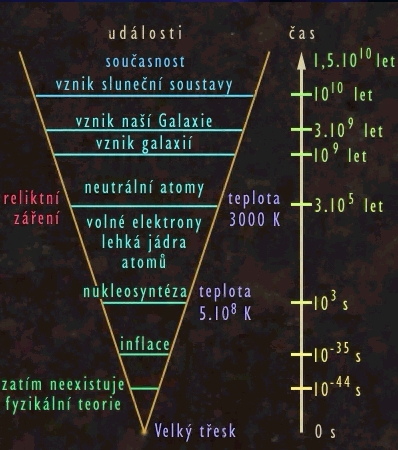 události čas
současnost 1,5.10¹⁰ let
vznik sluneční soustavy
10¹⁰ let
vznik naší Galaxie
3.10⁹ let
vznik galaxií
10⁹ let
neutrální atomy
reliktní záření
teplota 3000 K
3.10⁵ let
volné elektrony
lehká jádra
atomů
nukleosyntéza
teplota 5.10⁸ K
10³ s
inflace
10⁻³⁵ s
zatím neexistuje
fyzikální teorie
10⁻⁴⁴ s
Velký třesk 0 s